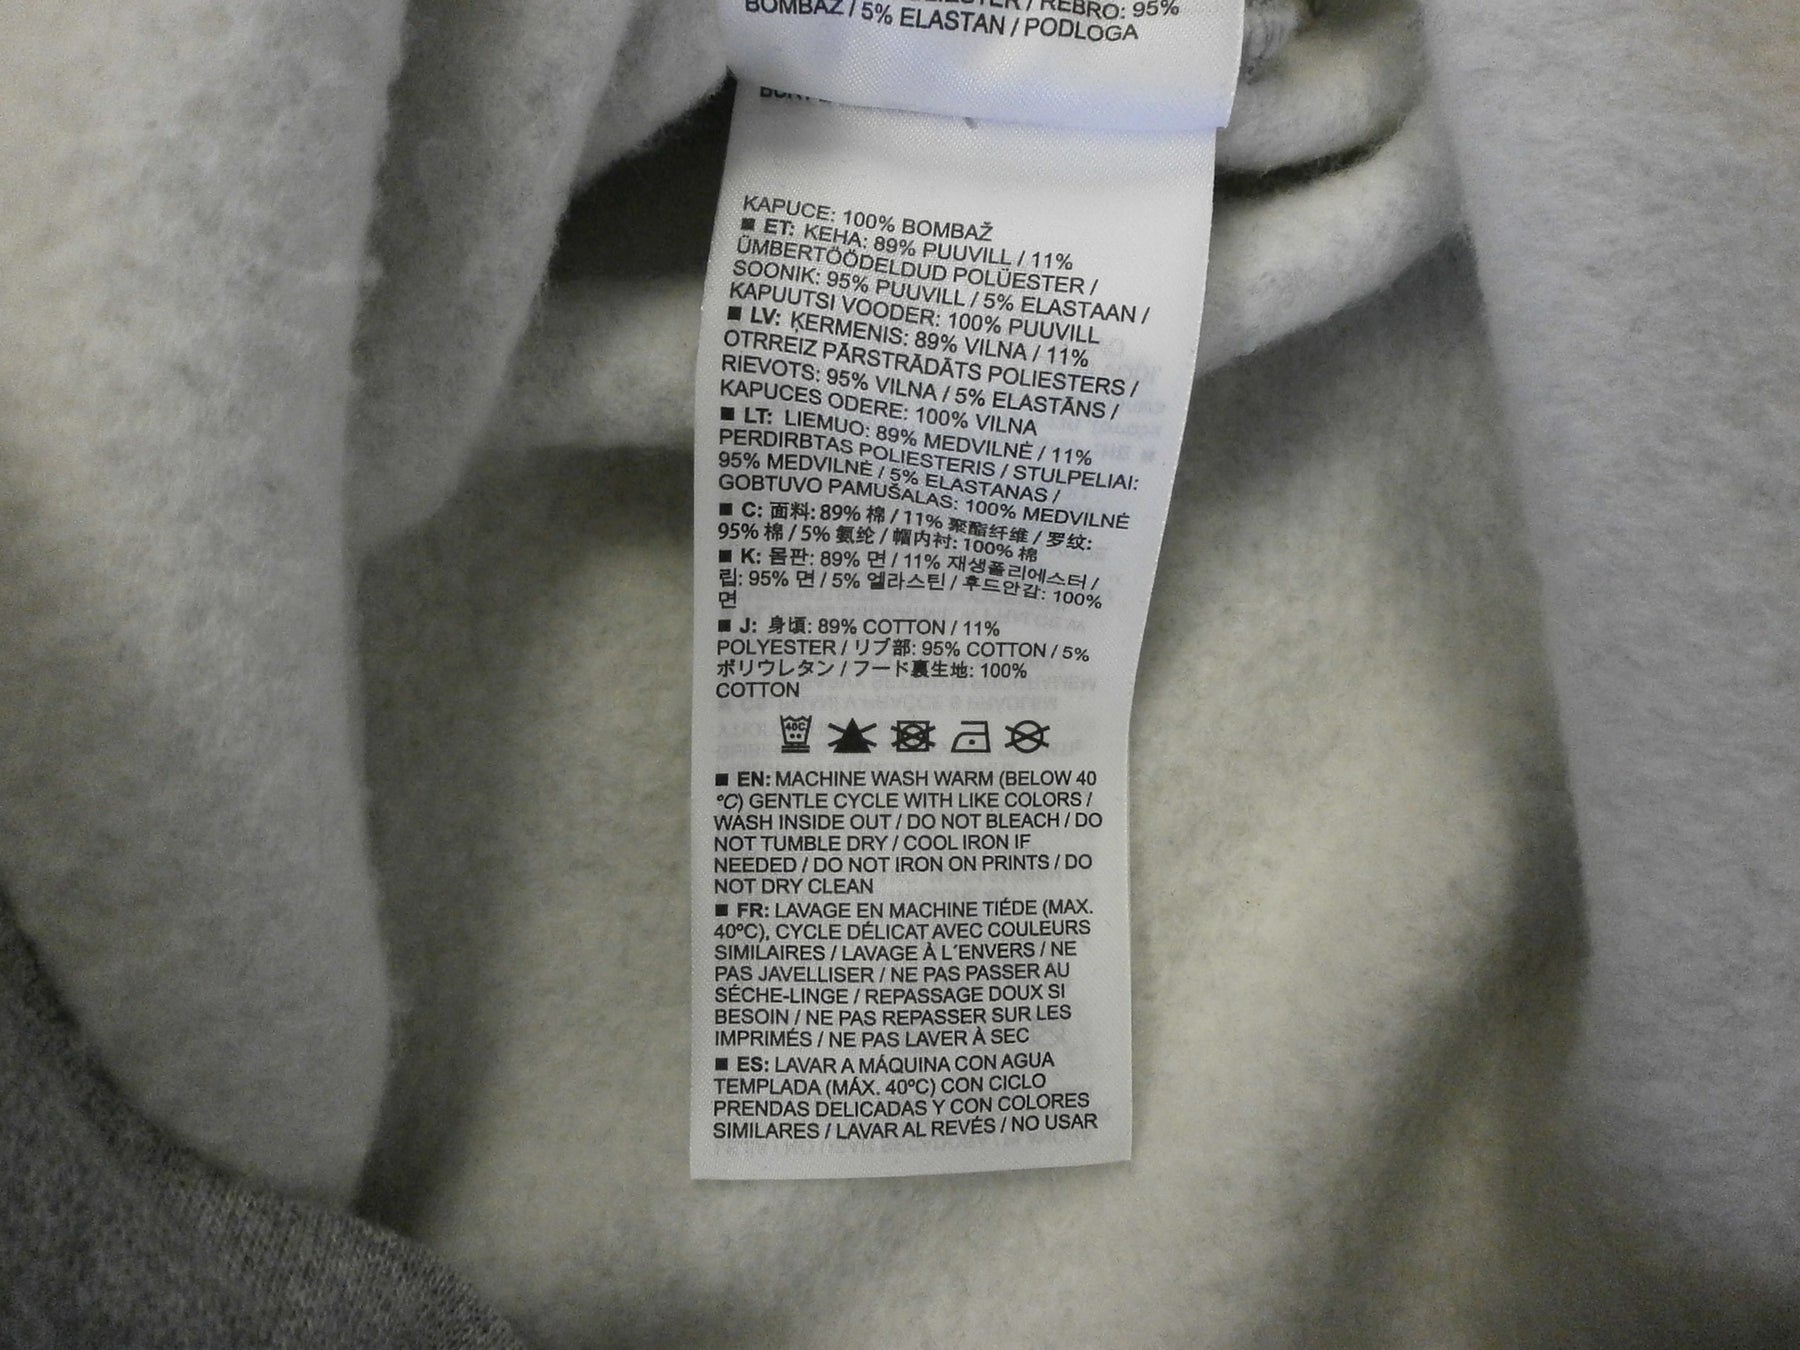 REBRO: 95%
BOMBAŽ / 5% ELASTAN / PODLOGA
KAPUCE: 100% BOMBAŽ
■ ET: KEHA: 89% PUUVILL / 11%
ÜMBERTÖÖDELDUD POLÜESTER /
SOONIK: 95% PUUVILL / 5% ELASTAAN /
KAPUUTSI VOODER: 100% PUUVILL
■ LV: ĶERMENIS: 89% VILNA / 11%
OTRREIZ PĀRSTRĀDĀTS POLIESTERS /
RIEVOTS: 95% VILNA / 5% ELASTĀNS /
KAPUCES ODERE: 100% VILNA
■ LT: LIEMUO: 89% MEDVILNĖ / 11%
PERDIRBTAS POLIESTERIS / STULPELIAI:
95% MEDVILNĖ / 5% ELASTANAS /
GOBTUVO PAMUŠALAS: 100% MEDVILNĖ
■ C: 面料: 89% 棉 / 11% 聚酯纤维 / 罗纹:
95% 棉 / 5% 氨纶 / 帽内衬: 100% 棉
■ K: 몸판: 89% 면 / 11% 재생폴리에스터 /
립: 95% 면 / 5% 엘라스틴 / 후드안감: 100%
면
■ J: 身頃: 89% COTTON / 11%
POLYESTER / リブ部: 95% COTTON / 5%
ポリウレタン / フード裏生地: 100%
COTTON
40C
■ EN: MACHINE WASH WARM (BELOW 40
°C) GENTLE CYCLE WITH LIKE COLORS /
WASH INSIDE OUT / DO NOT BLEACH / DO
NOT TUMBLE DRY / COOL IRON IF
NEEDED / DO NOT IRON ON PRINTS / DO
NOT DRY CLEAN
■ FR: LAVAGE EN MACHINE TIÉDE (MAX.
40ºC), CYCLE DÉLICAT AVEC COULEURS
SIMILAIRES / LAVAGE À L´ENVERS / NE
PAS JAVELLISER / NE PAS PASSER AU
SÉCHE-LINGE / REPASSAGE DOUX SI
BESOIN / NE PAS REPASSER SUR LES
IMPRIMÉS / NE PAS LAVER À SEC
■ ES: LAVAR A MÁQUINA CON AGUA
TEMPLADA (MÁX. 40ºC) CON CICLO
PRENDAS DELICADAS Y CON COLORES
SIMILARES / LAVAR AL REVÉS / NO USAR